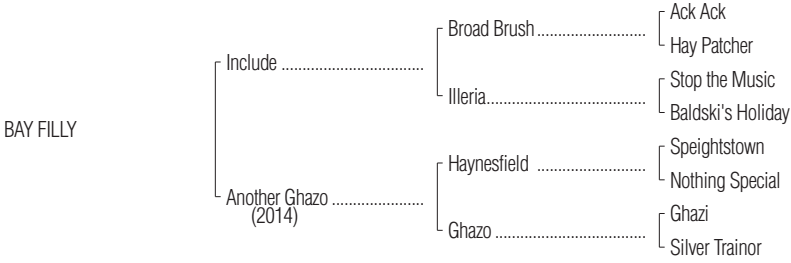 Ack Ack
Broad Brush ..........................
Hay Patcher
Include ..................................
Stop the Music
Illeria......................................
Baldski's Holiday
BAY FILLY
Speightstown
Haynesfield ..........................
Nothing Special
Another Ghazo ......................
(2014)
Ghazi
Ghazo ....................................
Silver Trainor